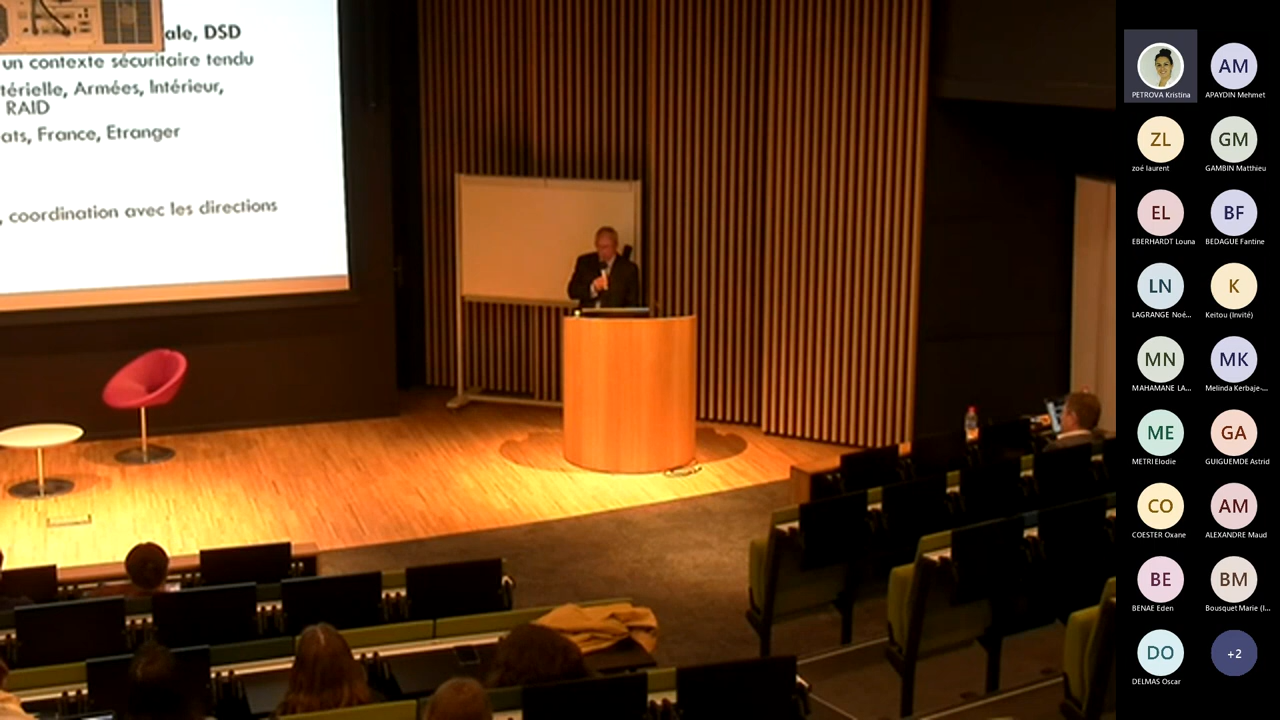 ale, DSD
un contexte sécuritaire tendu
térielle, Armées, Intérieur,
RAID
ats, France, Etranger
, coordination avec les directions
PETROVA Kristina
AM
APAYDIN Mehmet
ZL
zoé laurent
GM
GAMBIN Matthieu
EL
EBERHARDT Louna
BF
BEDAGUE Fantine
LN
LAGRANGE Noé...
K
Keitou (Invité)
MN
MAHAMANE LA...
MK
Melinda Kerbaje-...
ME
METRI Elodie
GA
GUIGUEMDE Astrid
CO
COESTER Oxane
AM
ALEXANDRE Maud
BE
BENAE Eden
BM
Bousquet Marie (I...
DO
DELMAS Oscar
+2